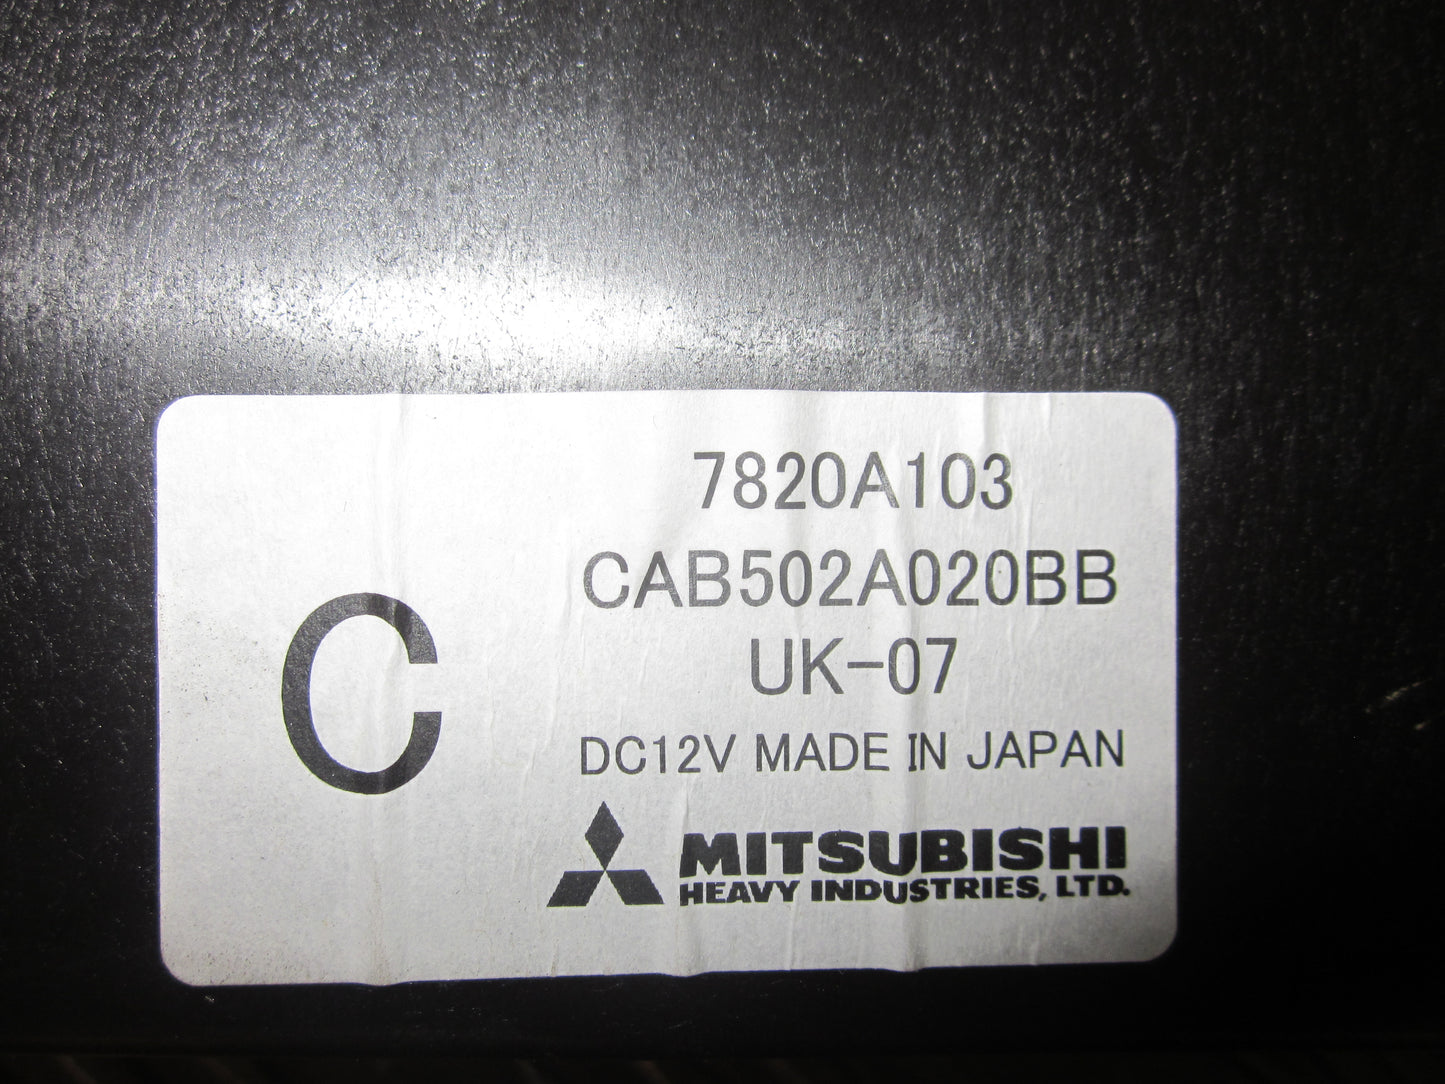 C
7820A103
CAB502A020BB
UK-07
DC12V MADE IN JAPAN
MITSUBISHI
HEAVY INDUSTRIES, LTD.